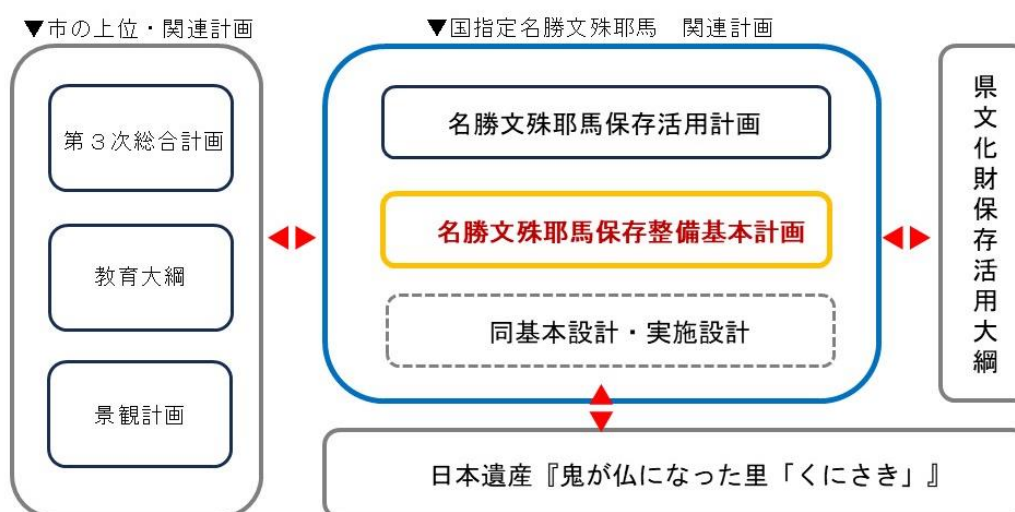 ▼市の上位・関連計画
第３次総合計画
教育大綱
景観計画
▼国指定名勝文殊耶馬　関連計画
名勝文殊耶馬保存活用計画
名勝文殊耶馬保存整備基本計画
同基本設計・実施設計
県文化財保存活用大綱
日本遺産『鬼が仏になった里「くにさき」』